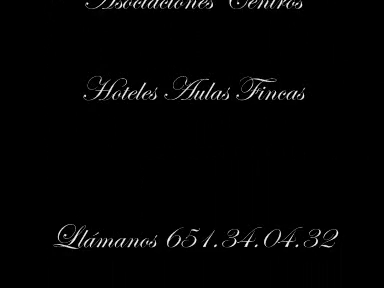 Asociaciones Centros
Hoteles Aulas Fincas
Llámanos 651.34.04.32